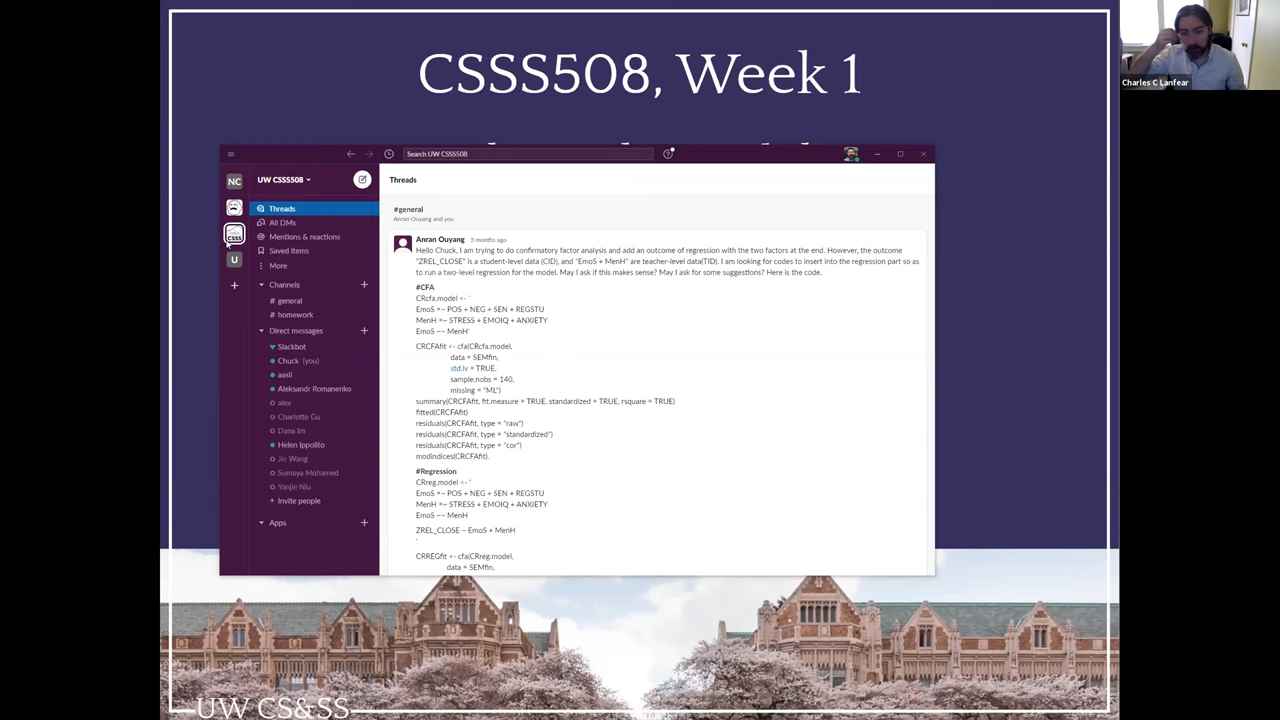 CSSS508, Week 1
Charles C Lanfear
Search UW CSSS508
NC
UW CSSS508
Threads
Threads
All DMs
#general
Anran Ouyang and you
CSSS
Mentions & reactions
Anran Ouyang 3 months ago
Saved items
Hello Chuck, I am trying to do confirmatory factor analysis and add an outcome of regression with the two factors at the end. However, the outcome
U
More
"ZREL_CLOSE" is a student-level data (CID), and "EmoS + MenH" are teacher-level data(TID). I am looking for codes to insert into the regression part so as
to run a two-level regression for the model. May I ask if this makes sense? May I ask for some suggestions? Here is the code.
+
Channels +
# general
# homework
Direct messages +
Slackbot
Chuck (you)
aasil
Aleksandr Romanenko
alex
Charlotte Gu
Dana Im
Helen Ippolito
Jie Wang
Sumaya Mohamed
Yanjie Niu
+ Invite people
Apps +
#CFA
CRcfa.model <- '
EmoS =~ POS + NEG + SEN + REGSTU
MenH =~ STRESS + EMOIQ + ANXIETY
EmoS ~~ MenH'
CRCFAfit <- cfa(CRcfa.model,
data = SEMfin,
std.lv = TRUE,
sample.nobs = 140,
missing = "ML")
summary(CRCFAfit, fit.measure = TRUE, standardized = TRUE, rsquare = TRUE)
fitted(CRCFAfit)
residuals(CRCFAfit, type = "raw")
residuals(CRCFAfit, type = "standardized")
residuals(CRCFAfit, type = "cor")
modindices(CRCFAfit).
#Regression
CRreg.model <- '
EmoS =~ POS + NEG + SEN + REGSTU
MenH =~ STRESS + EMOIQ + ANXIETY
EmoS ~~ MenH
ZREL_CLOSE ~ EmoS + MenH
'
CRREGfit <- cfa(CRreg.model,
data = SEMfin,
UW CS&SS